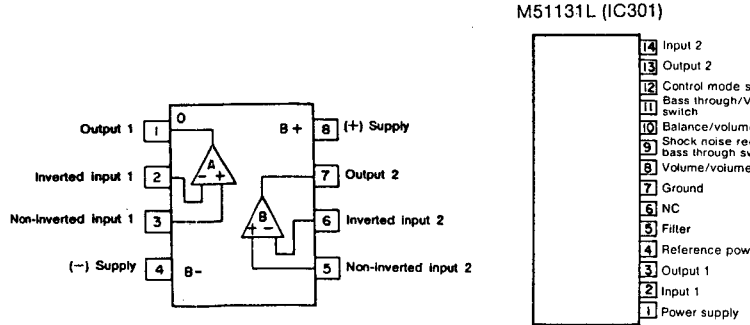 M51131L (IC301)
Output 1 1
Inverted input 1 2
Non-inverted input 1 3
(−) Supply 4
O
B+
A
− +
B
+ −
B−
8 (+) Supply
7 Output 2
6 Inverted input 2
5 Non-inverted input 2
14 Input 2
13 Output 2
12 Control mode s
11 Bass through/V
switch
10 Balance/volume
9 Shock noise re
bass through sw
8 Volume/volume
7 Ground
6 NC
5 Filter
4 Reference pow
3 Output 1
2 Input 1
1 Power supply